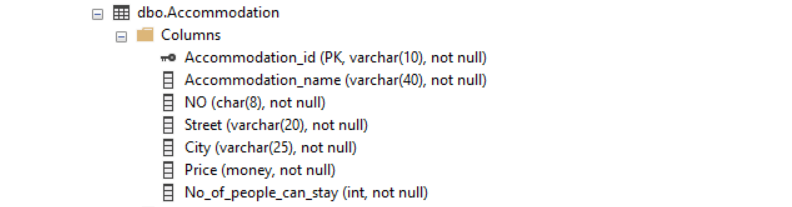 dbo.Accommodation
Columns
Accommodation_id (PK, varchar(10), not null)
Accommodation_name (varchar(40), not null)
NO (char(8), not null)
Street (varchar(20), not null)
City (varchar(25), not null)
Price (money, not null)
No_of_people_can_stay (int, not null)